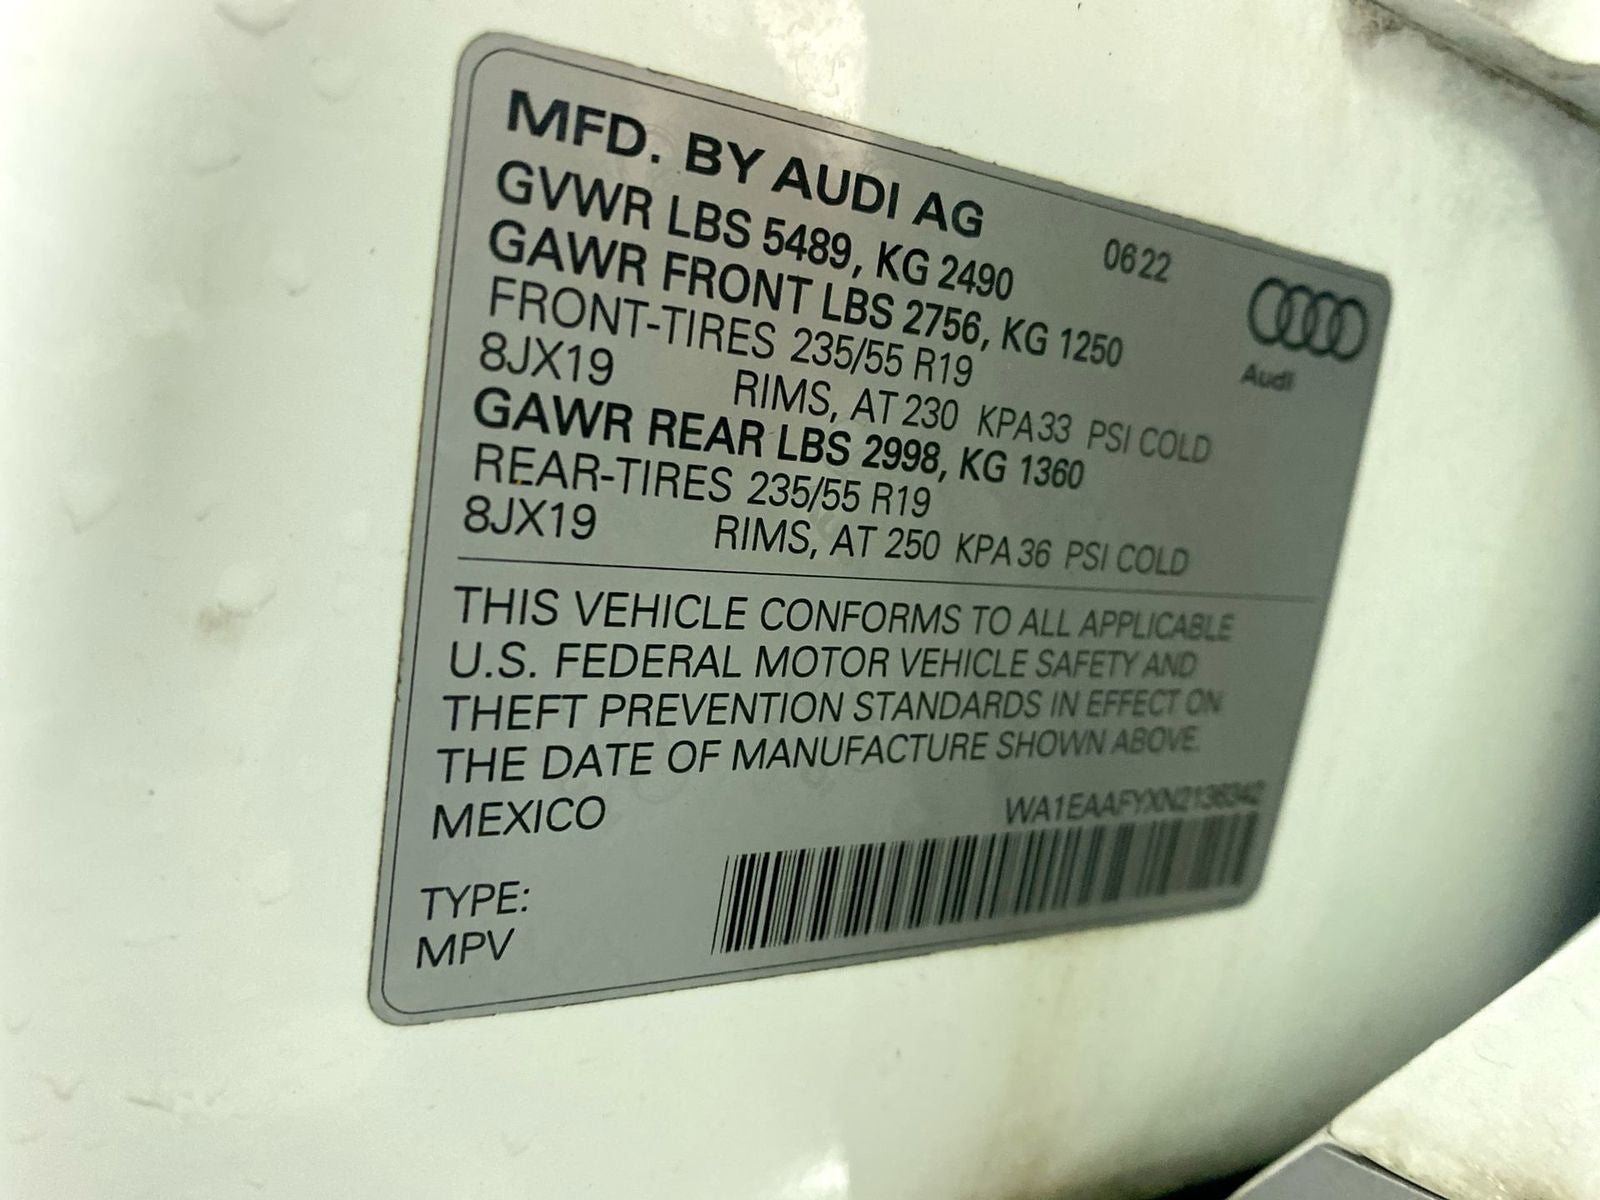 MFD. BY AUDI AG
0622
GVWR LBS 5489, KG 2490
GAWR FRONT LBS 2756, KG 1250
FRONT-TIRES 235/55 R19
8JX19 RIMS, AT 230 KPA 33 PSI COLD
Audi
GAWR REAR LBS 2998, KG 1360
REAR-TIRES 235/55 R19
8JX19 RIMS, AT 250 KPA 36 PSI COLD
THIS VEHICLE CONFORMS TO ALL APPLICABLE
U.S. FEDERAL MOTOR VEHICLE SAFETY AND
THEFT PREVENTION STANDARDS IN EFFECT ON
THE DATE OF MANUFACTURE SHOWN ABOVE.
MEXICO
TYPE:
MPV